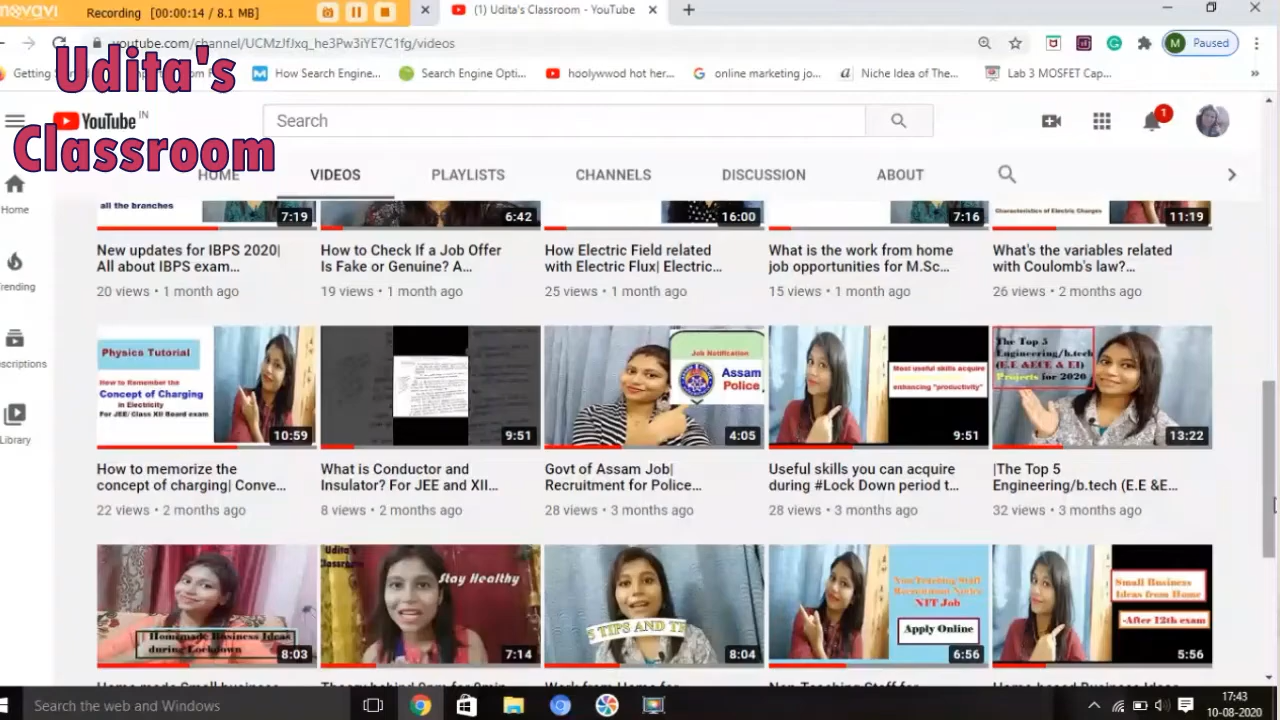 movavi
Recording [00:00:14 / 8.1 MB]
(1) Udita's Classroom - YouTube
youtube.com/channel/UCMzJfJxq_he3Pw3iYE7C1fg/videos
Paused
Getting
How Search Engine...
Search Engine Opti...
hoolywwod hot her...
online marketing jo...
Niche Idea of The...
Lab 3 MOSFET Cap...
Udita's
Classroom
YouTube IN
Search
1
HOME
VIDEOS
PLAYLISTS
CHANNELS
DISCUSSION
ABOUT
Home
Trending
scriptions
Library
all the branches
7:19
6:42
16:00
7:16
Characteristics of Electric Charges
11:19
New updates for IBPS 2020|
All about IBPS exam...
20 views • 1 month ago
How to Check If a Job Offer
Is Fake or Genuine? A...
19 views • 1 month ago
How Electric Field related
with Electric Flux| Electric...
25 views • 1 month ago
What is the work from home
job opportunities for M.Sc...
15 views • 1 month ago
What's the variables related
with Coulomb's law?...
26 views • 2 months ago
Physics Tutorial
How to Remember the
Concept of Charging
in Electricity
For JEE/ Class XII Board exam
10:59
9:51
Job Notification
Assam
Police
4:05
Most useful skills acquire
enhancing "productivity"
9:51
The Top 5
Engineering/b.tech
(E.E &ECE & EI)
Projects for 2020
13:22
How to memorize the
concept of charging| Conve...
22 views • 2 months ago
What is Conductor and
Insulator? For JEE and XII...
8 views • 2 months ago
Govt of Assam Job|
Recruitment for Police...
28 views • 3 months ago
Useful skills you can acquire
during #Lock Down period t...
28 views • 3 months ago
|The Top 5
Engineering/b.tech (E.E &E...
32 views • 3 months ago
| Homemade Business Ideas
during Lockdown
8:03
Udita's
Classroom
Stay Healthy
7:14
5 TIPS AND
8:04
Non Teaching Staff
NIT Job
Apply Online
6:56
Small Business
Ideas from Home
-After 12th exam
5:56
Search the web and Windows
17:43
10-08-2020